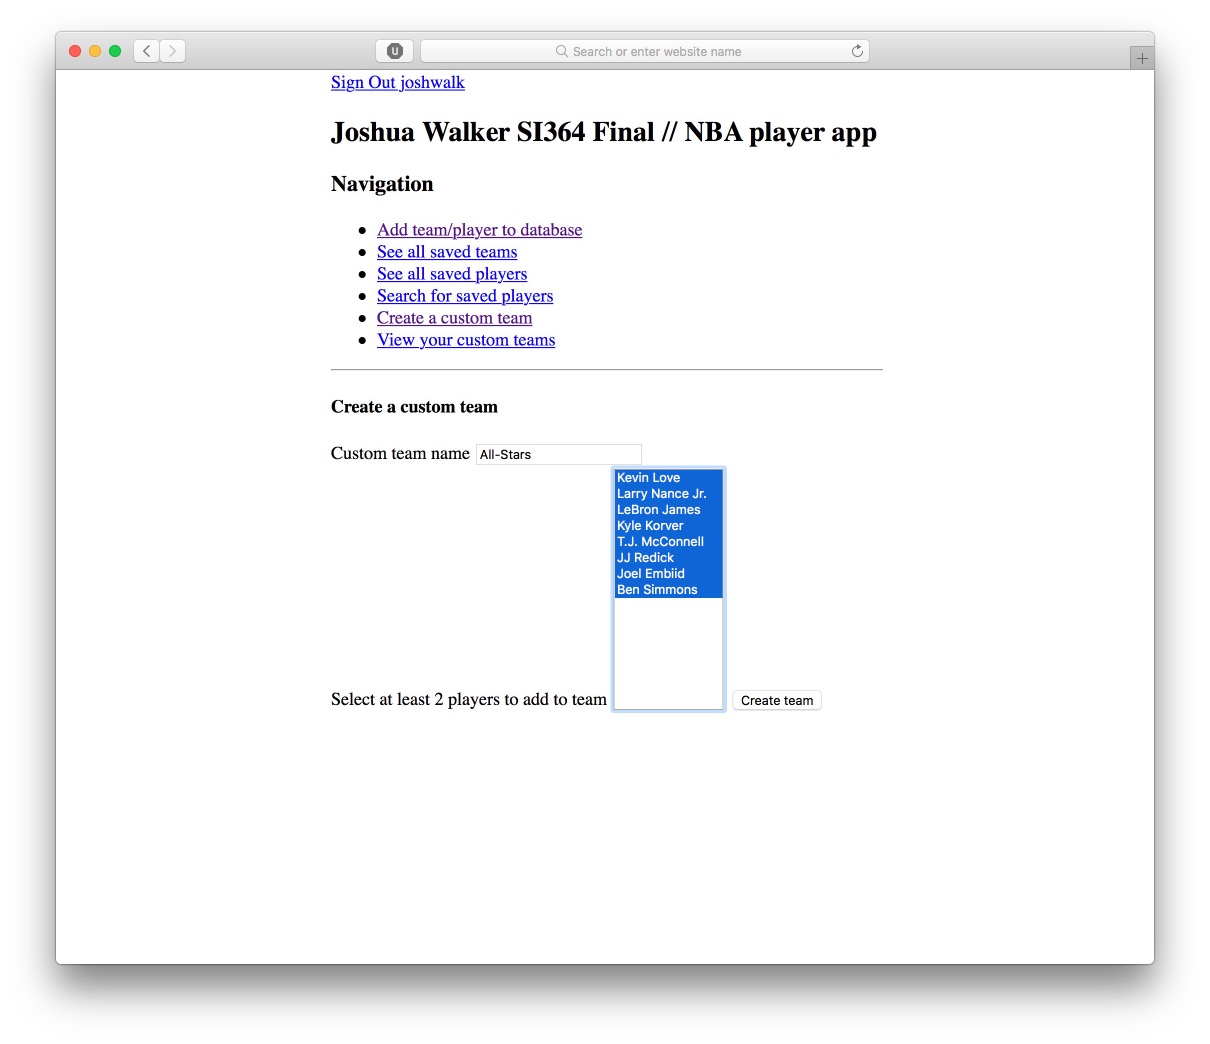 Search or enter website name
Sign Out joshwalk
Joshua Walker SI364 Final // NBA player app
Navigation
Add team/player to database
See all saved teams
See all saved players
Search for saved players
Create a custom team
View your custom teams
Create a custom team
Custom team name All-Stars
Kevin Love
Larry Nance Jr.
LeBron James
Kyle Korver
T.J. McConnell
JJ Redick
Joel Embiid
Ben Simmons
Select at least 2 players to add to team Create team